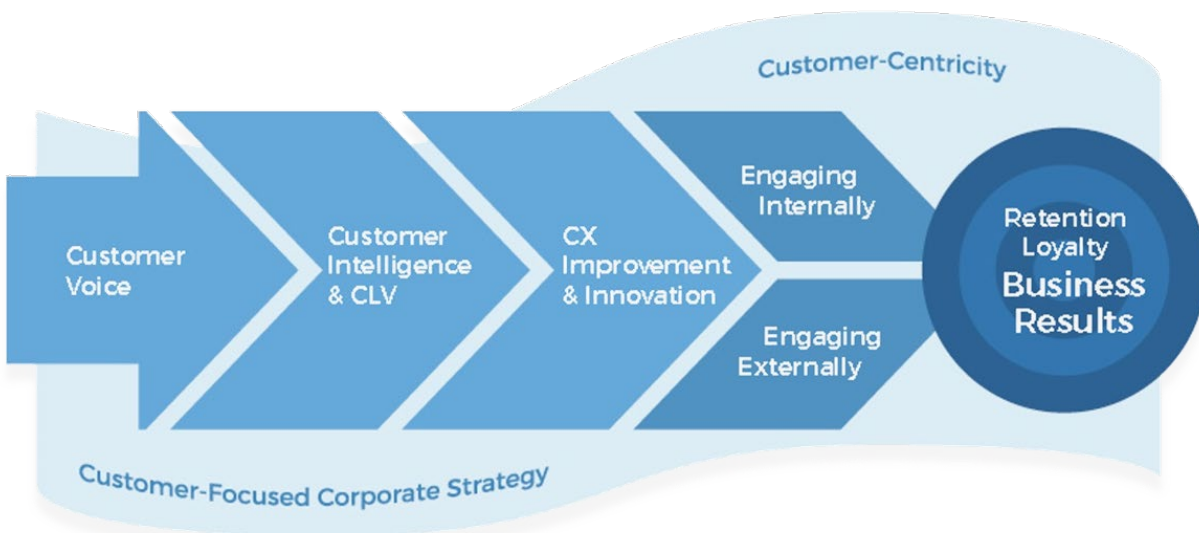 Customer-Centricity
Customer
Voice
Customer
Intelligence
& CLV
CX
Improvement
& Innovation
Engaging
Internally
Engaging
Externally
Retention
Loyalty
Business
Results
Customer-Focused Corporate Strategy